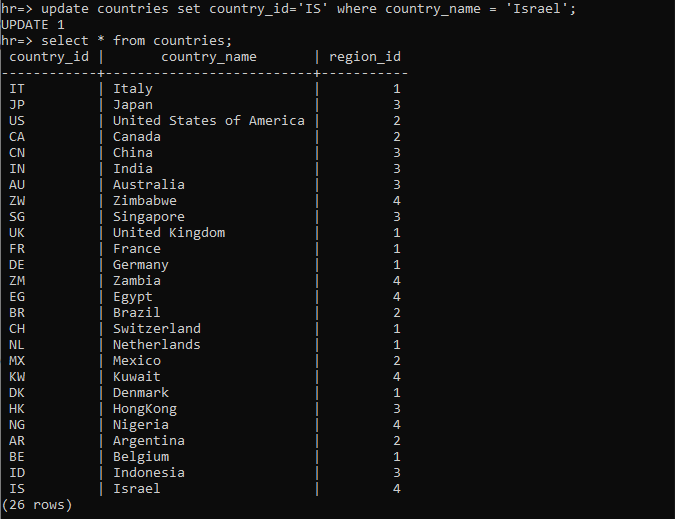 hr=> update countries set country_id='IS' where country_name = 'Israel';
UPDATE 1
hr=> select * from countries;
 country_id |       country_name       | region_id
------------+--------------------------+-----------
 IT         | Italy                    |         1
 JP         | Japan                    |         3
 US         | United States of America |         2
 CA         | Canada                   |         2
 CN         | China                    |         3
 IN         | India                    |         3
 AU         | Australia                |         3
 ZW         | Zimbabwe                 |         4
 SG         | Singapore                |         3
 UK         | United Kingdom           |         1
 FR         | France                   |         1
 DE         | Germany                  |         1
 ZM         | Zambia                   |         4
 EG         | Egypt                    |         4
 BR         | Brazil                   |         2
 CH         | Switzerland              |         1
 NL         | Netherlands              |         1
 MX         | Mexico                   |         2
 KW         | Kuwait                   |         4
 DK         | Denmark                  |         1
 HK         | HongKong                 |         3
 NG         | Nigeria                  |         4
 AR         | Argentina                |         2
 BE         | Belgium                  |         1
 ID         | Indonesia                |         3
 IS         | Israel                   |         4
(26 rows)